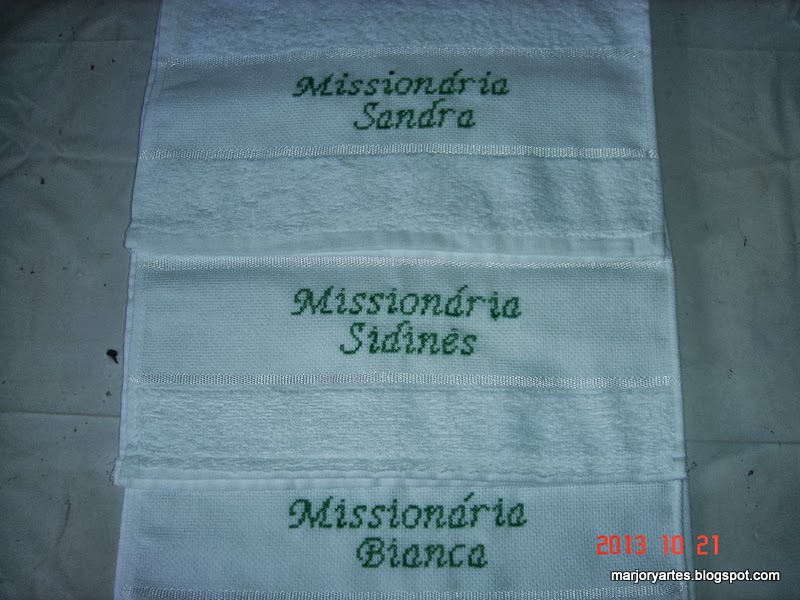 Missionária
Sandra
Missionária
Sidinês
Missionária
Bianca
2013 10 21
marjoryartes.blogspot.com